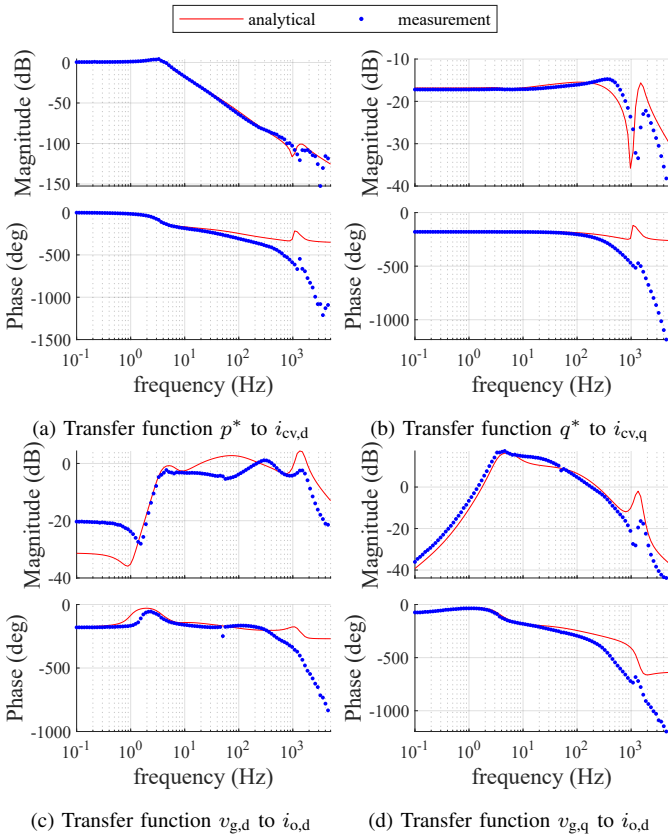 analytical measurement
0
-50
-100
-150
Magnitude (dB)
-10
-20
-30
-40
Magnitude (dB)
0
-500
-1000
-1500
Phase (deg)
10^-1 10^0 10^1 10^2 10^3
frequency (Hz)
0
-500
-1000
Phase (deg)
10^-1 10^0 10^1 10^2 10^3
frequency (Hz)
(a) Transfer function p* to i_cv,d
(b) Transfer function q* to i_cv,q
0
-20
-40
Magnitude (dB)
0
-20
-40
Magnitude (dB)
0
-500
-1000
Phase (deg)
10^-1 10^0 10^1 10^2 10^3
frequency (Hz)
0
-500
-1000
Phase (deg)
10^-1 10^0 10^1 10^2 10^3
frequency (Hz)
(c) Transfer function v_g,d to i_o,d
(d) Transfer function v_g,q to i_o,d